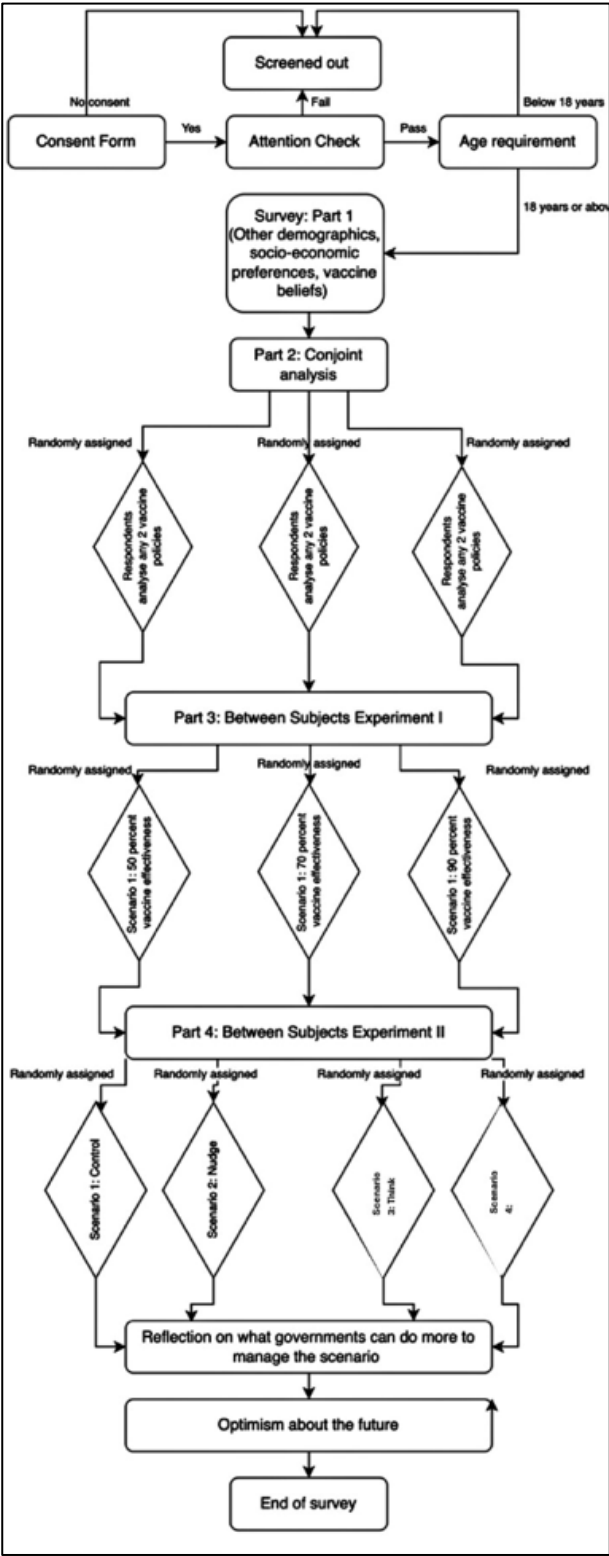 Screened out
No consent
Fail
Below 18 years
Consent Form
Yes
Attention Check
Pass
Age requirement
18 years or above
Survey: Part 1
(Other demographics,
socio-economic
preferences, vaccine
beliefs)
Part 2: Conjoint
analysis
Randomly assigned
Randomly assigned
Randomly assigned
Respondents
analyse any 2 vaccine
policies
Respondents
analyse any 2 vaccine
policies
Respondents
analyse any 2 vaccine
policies
Part 3: Between Subjects Experiment I
Randomly assigned
Randomly assigned
Randomly assigned
Scenario 1: 50 percent
vaccine effectiveness
Scenario 1: 70 percent
vaccine effectiveness
Scenario 1: 90 percent
vaccine effectiveness
Part 4: Between Subjects Experiment II
Randomly assigned
Randomly assigned
Randomly assigned
Randomly assigned
Scenario 1: Control
Scenario 2: Nudge
Scenario
3: Think
Scenario
4:
Reflection on what governments can do more to
manage the scenario
Optimism about the future
End of survey